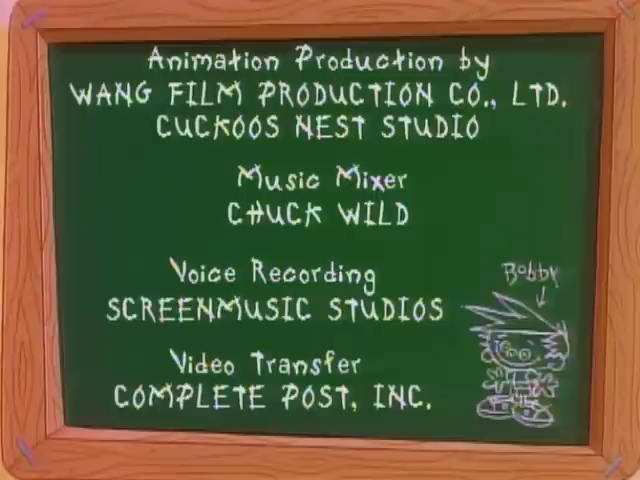 Animation Production by
WANG FILM PRODUCTION CO., LTD.
CUCKOOS NEST STUDIO
Music Mixer
CHUCK WILD
Voice Recording
SCREENMUSIC STUDIOS
Video Transfer
COMPLETE POST, INC.
Bobby